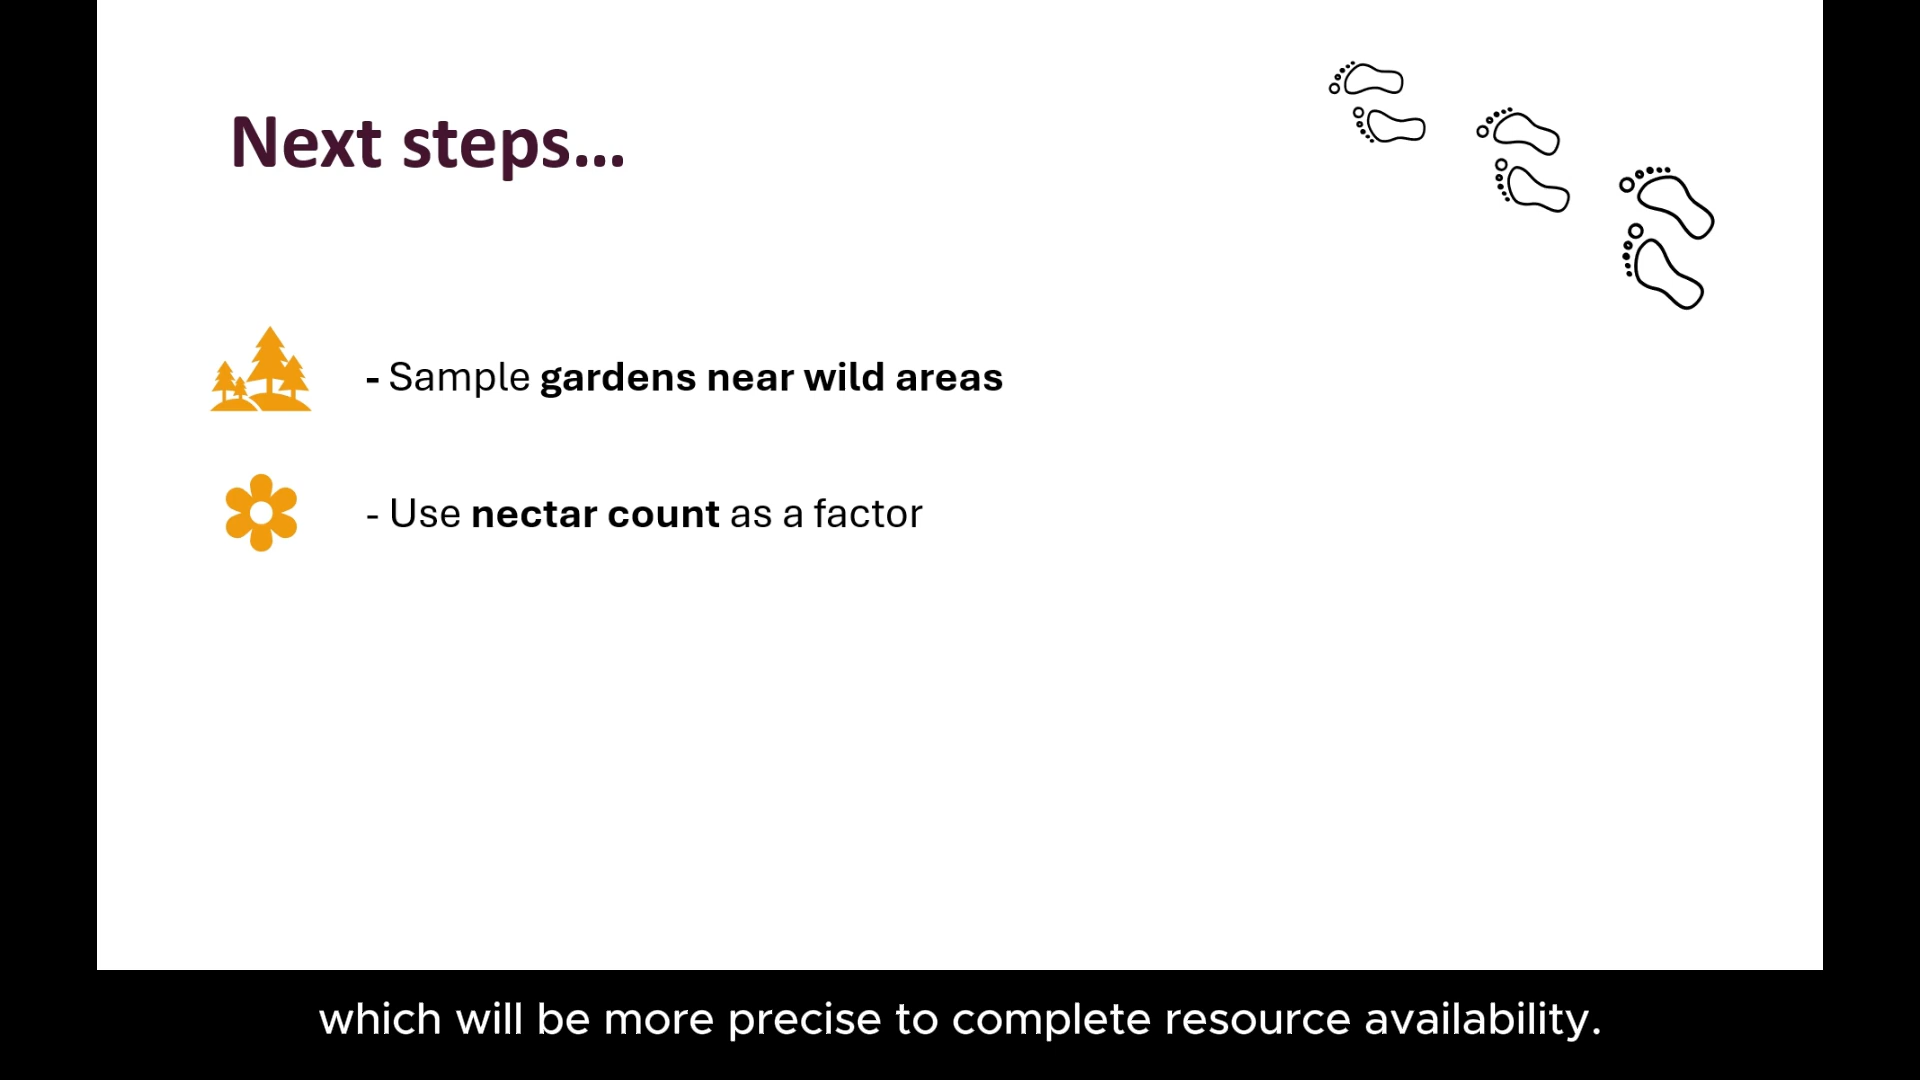 Next steps...
- Sample gardens near wild areas
- Use nectar count as a factor
which will be more precise to complete resource availability.